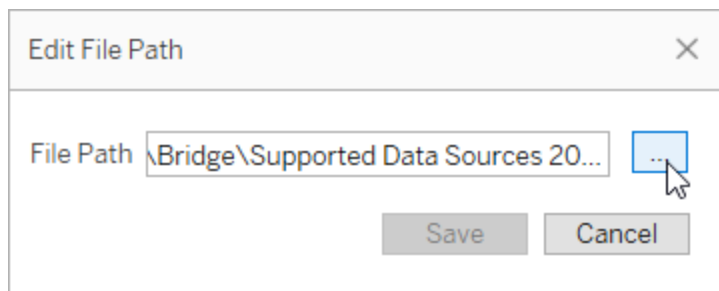 Edit File Path
File Path \Bridge\Supported Data Sources 20... ...
Save Cancel